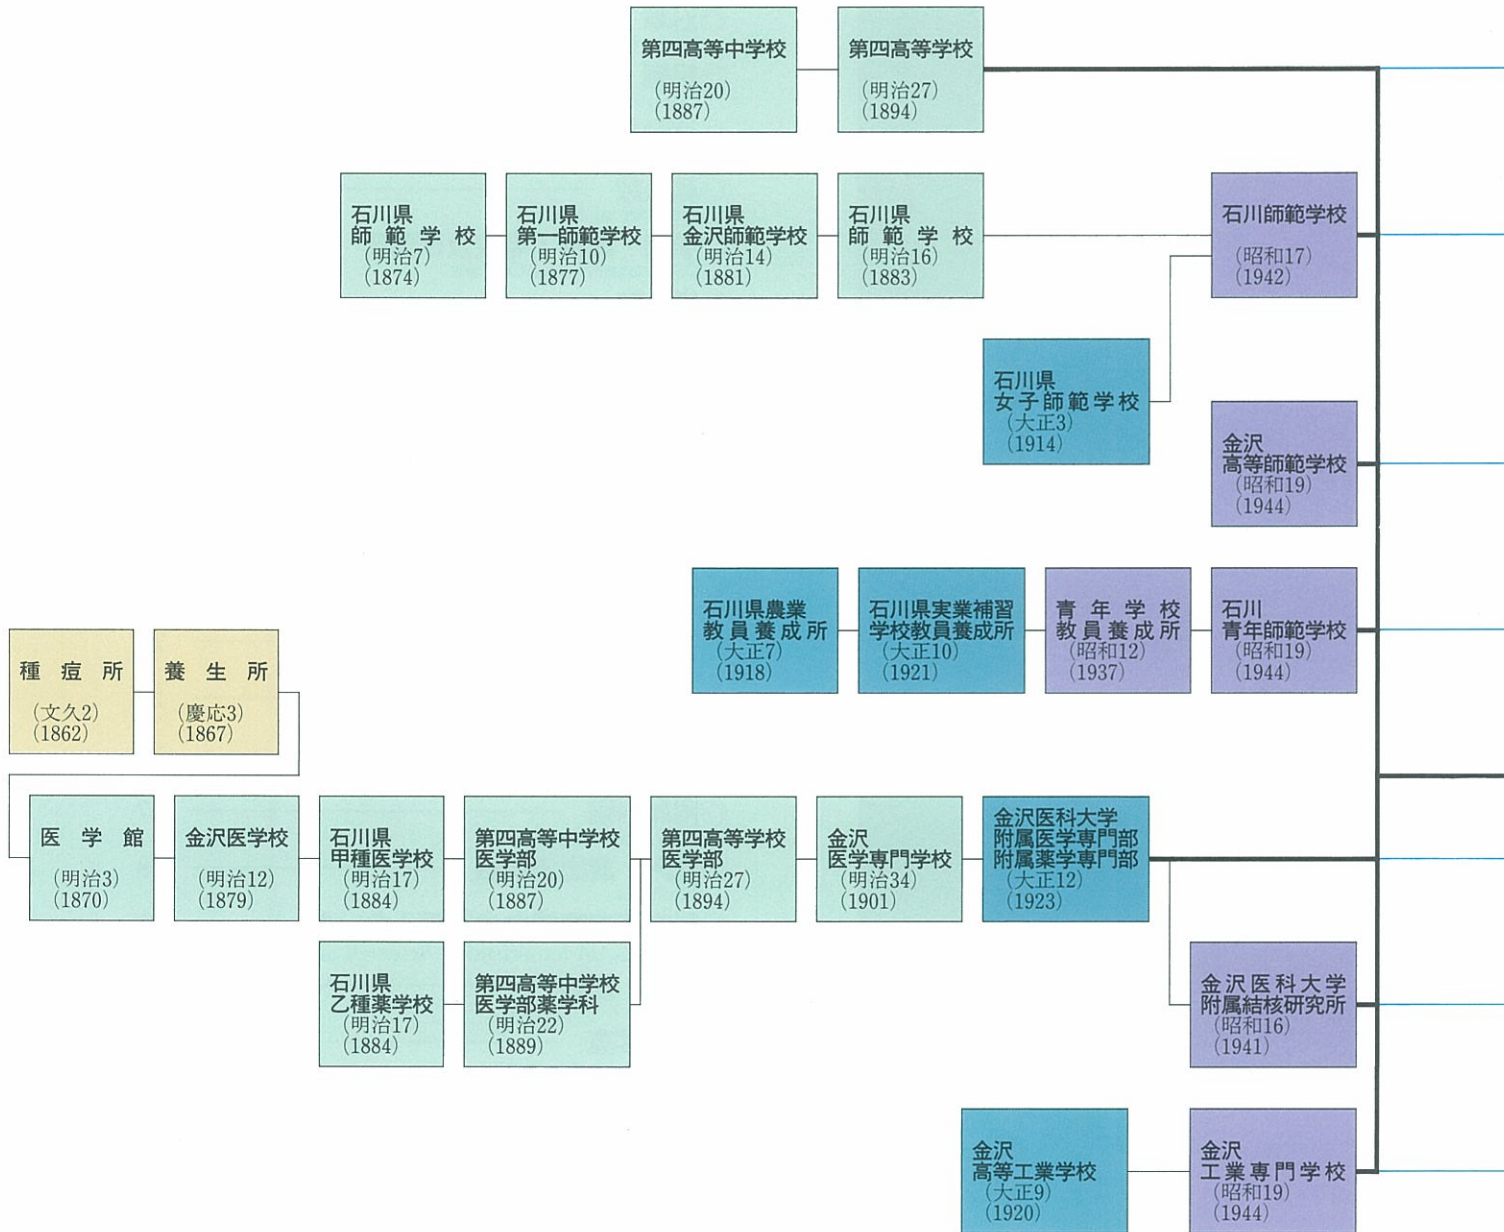 第四高等中学校
（明治20）
（1887）
第四高等学校
（明治27）
（1894）
石川県
師範学校
（明治7）
（1874）
石川県
第一師範学校
（明治10）
（1877）
石川県
金沢師範学校
（明治14）
（1881）
石川県
師範学校
（明治16）
（1883）
石川師範学校
（昭和17）
（1942）
石川県
女子師範学校
（大正3）
（1914）
金沢
高等師範学校
（昭和19）
（1944）
石川県農業
教員養成所
（大正7）
（1918）
石川県実業補習
学校教員養成所
（大正10）
（1921）
青年学校
教員養成所
（昭和12）
（1937）
石川
青年師範学校
（昭和19）
（1944）
種痘所
（文久2）
（1862）
養生所
（慶応3）
（1867）
医学館
（明治3）
（1870）
金沢医学校
（明治12）
（1879）
石川県
甲種医学校
（明治17）
（1884）
第四高等中学校
医学部
（明治20）
（1887）
第四高等学校
医学部
（明治27）
（1894）
金沢
医学専門学校
（明治34）
（1901）
金沢医科大学
附属医学専門部
附属薬学専門部
（大正12）
（1923）
石川県
乙種薬学校
（明治17）
（1884）
第四高等中学校
医学部薬学科
（明治22）
（1889）
金沢医科大学
附属結核研究所
（昭和16）
（1941）
金沢
高等工業学校
（大正9）
（1920）
金沢
工業専門学校
（昭和19）
（1944）